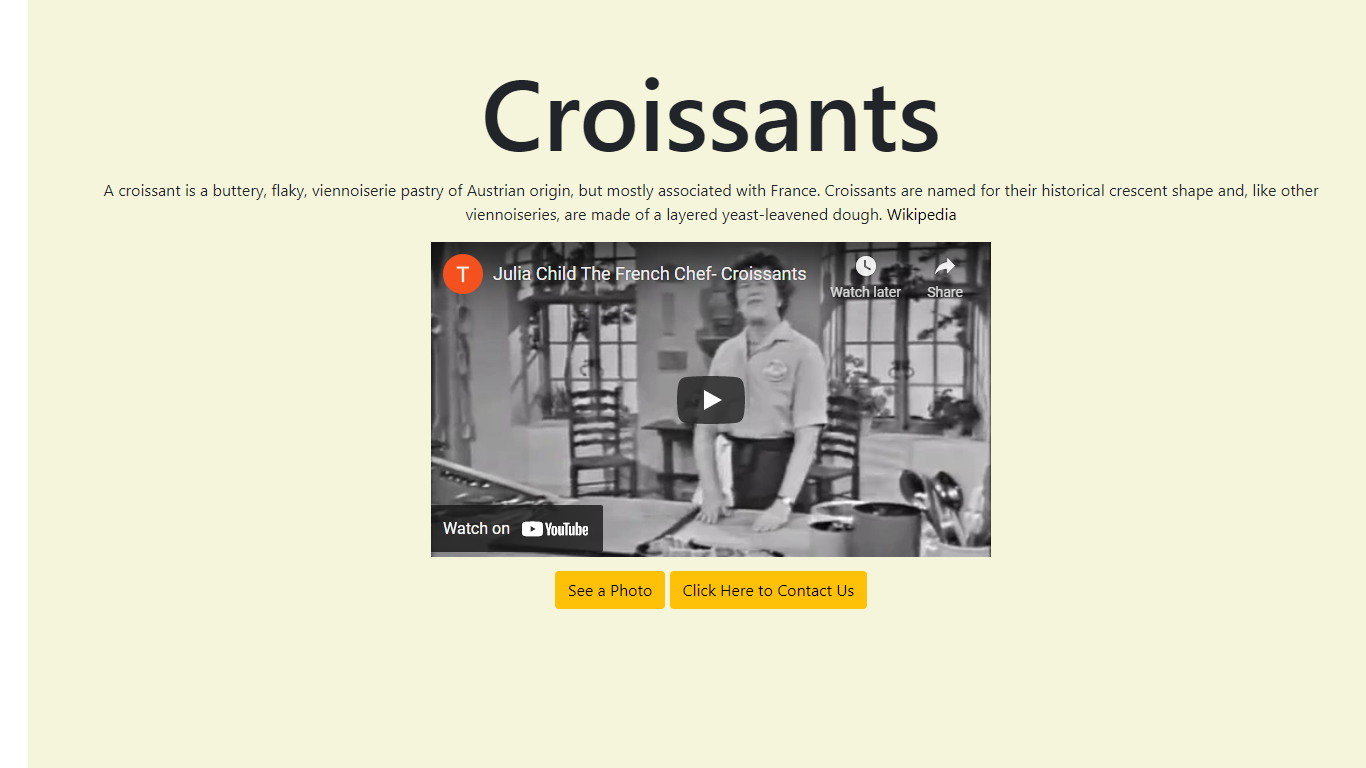 Croissants
A croissant is a buttery, flaky, viennoiserie pastry of Austrian origin, but mostly associated with France. Croissants are named for their historical crescent shape and, like other
viennoiseries, are made of a layered yeast-leavened dough. Wikipedia
T
Julia Child The French Chef- Croissants
Watch later
Share
Watch on YouTube
See a Photo
Click Here to Contact Us